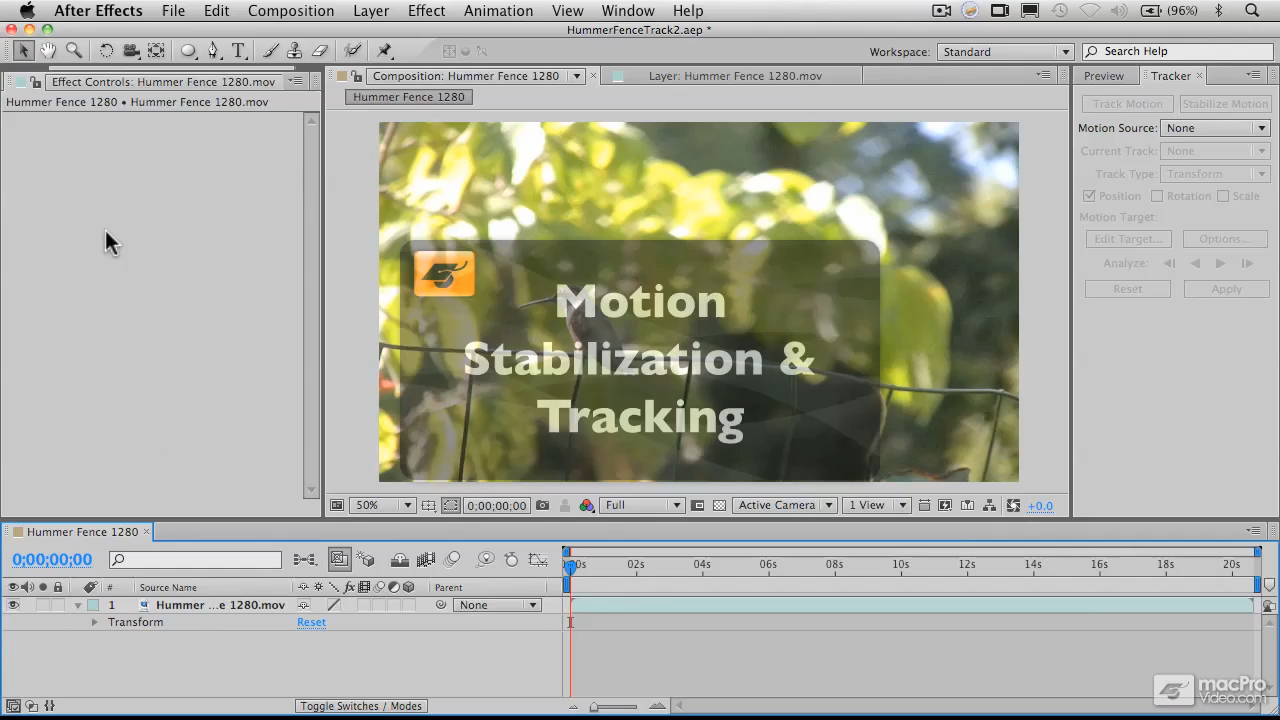 After Effects File Edit Composition Layer Effect Animation View Window Help (96%)
HummerFenceTrack2.aep *
Workspace: Standard Search Help
Effect Controls: Hummer Fence 1280.mov
Composition: Hummer Fence 1280
Layer: Hummer Fence 1280.mov
Preview Tracker
Hummer Fence 1280 • Hummer Fence 1280.mov
Hummer Fence 1280
Track Motion Stabilize Motion
Motion Source: None
Current Track: None
Track Type: Transform
Position Rotation Scale
Motion Target:
Edit Target... Options...
Analyze:
Reset Apply
Motion
Stabilization &
Tracking
50% 0;00;00;00 Full Active Camera 1 View +0.0
Hummer Fence 1280
0;00;00;00
02s 04s 06s 08s 10s 12s 14s 16s 18s 20s
# Source Name fx Parent
1 Hummer ...e 1280.mov None
Transform Reset
Toggle Switches / Modes
macPro
Video.com